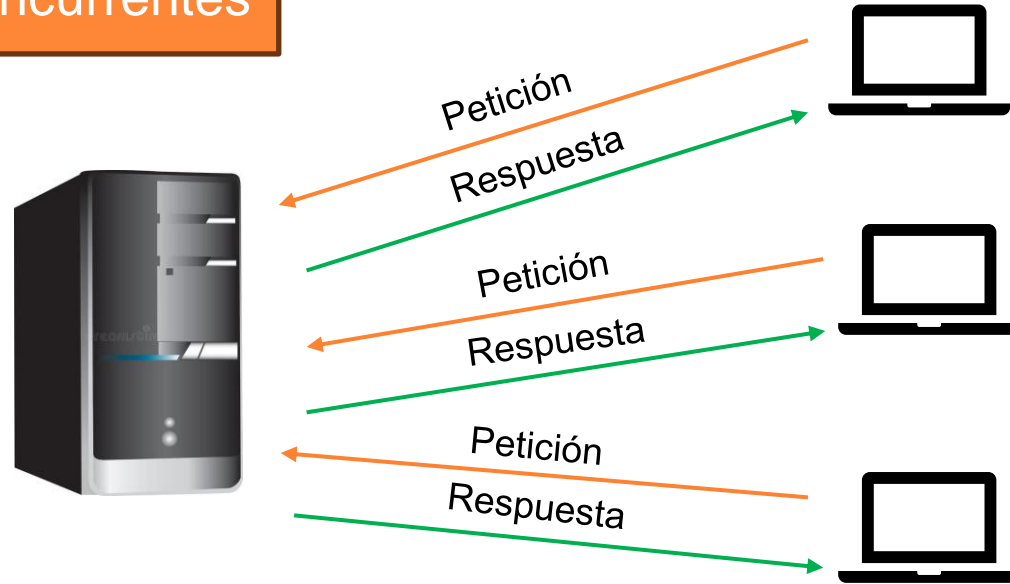 ncurrentes
Petición
Respuesta
Petición
Respuesta
Petición
Respuesta